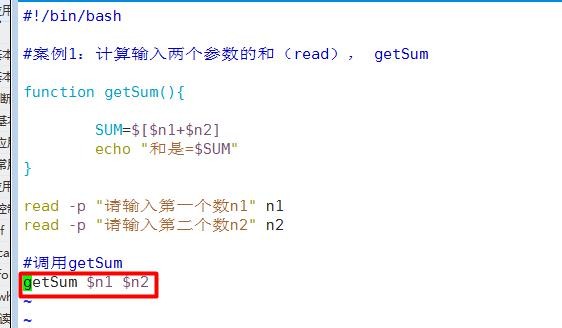 #!/bin/bash
#案例1：计算输入两个参数的和（read）， getSum
function getSum(){
SUM=$[$n1+$n2]
echo "和是=$SUM"
}
read -p "请输入第一个数n1" n1
read -p "请输入第二个数n2" n2
#调用getSum
getSum $n1 $n2
~
~